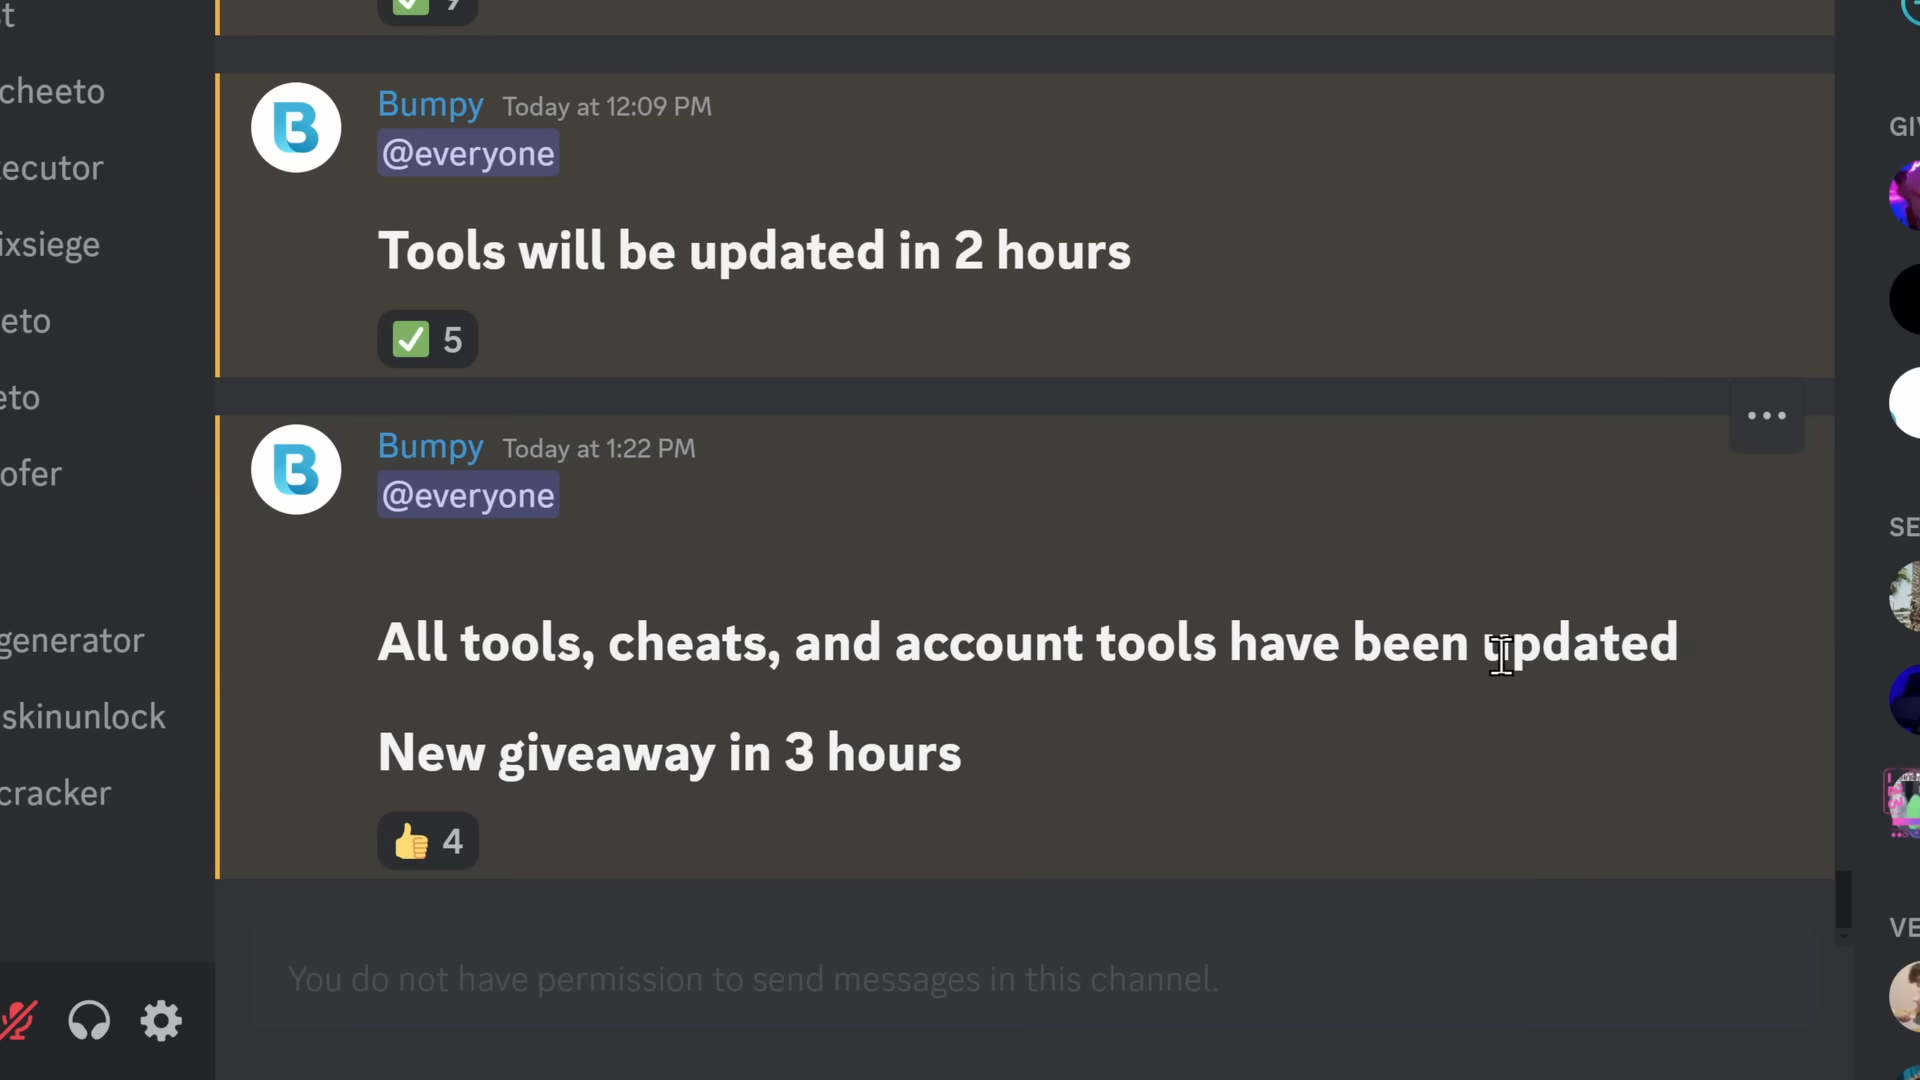 st
9
cheeto
Bumpy Today at 12:09 PM
@everyone
GI
ecutor
Tools will be updated in 2 hours
ixsiege
eto
5
eto
Bumpy Today at 1:22 PM
@everyone
ofer
SE
All tools, cheats, and account tools have been updated
generator
skinunlock
New giveaway in 3 hours
cracker
4
VE
You do not have permission to send messages in this channel.